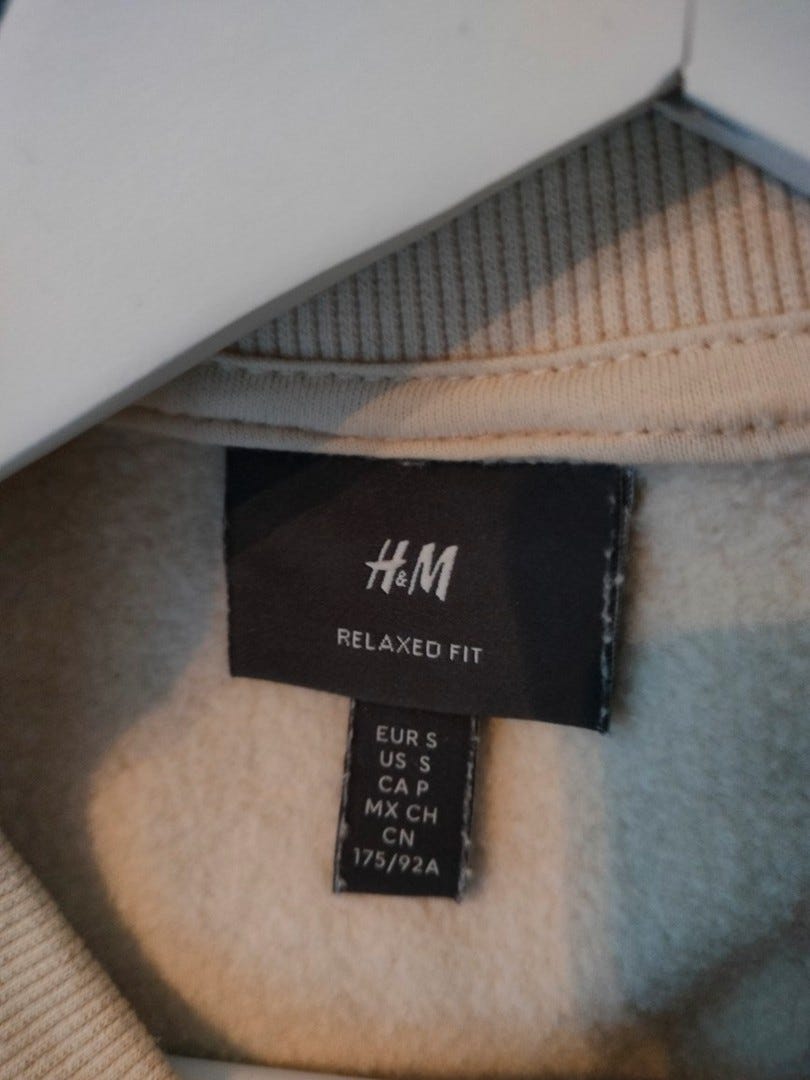 H&M
RELAXED FIT
EUR S
US S
CA P
MX CH
CN
175/92A